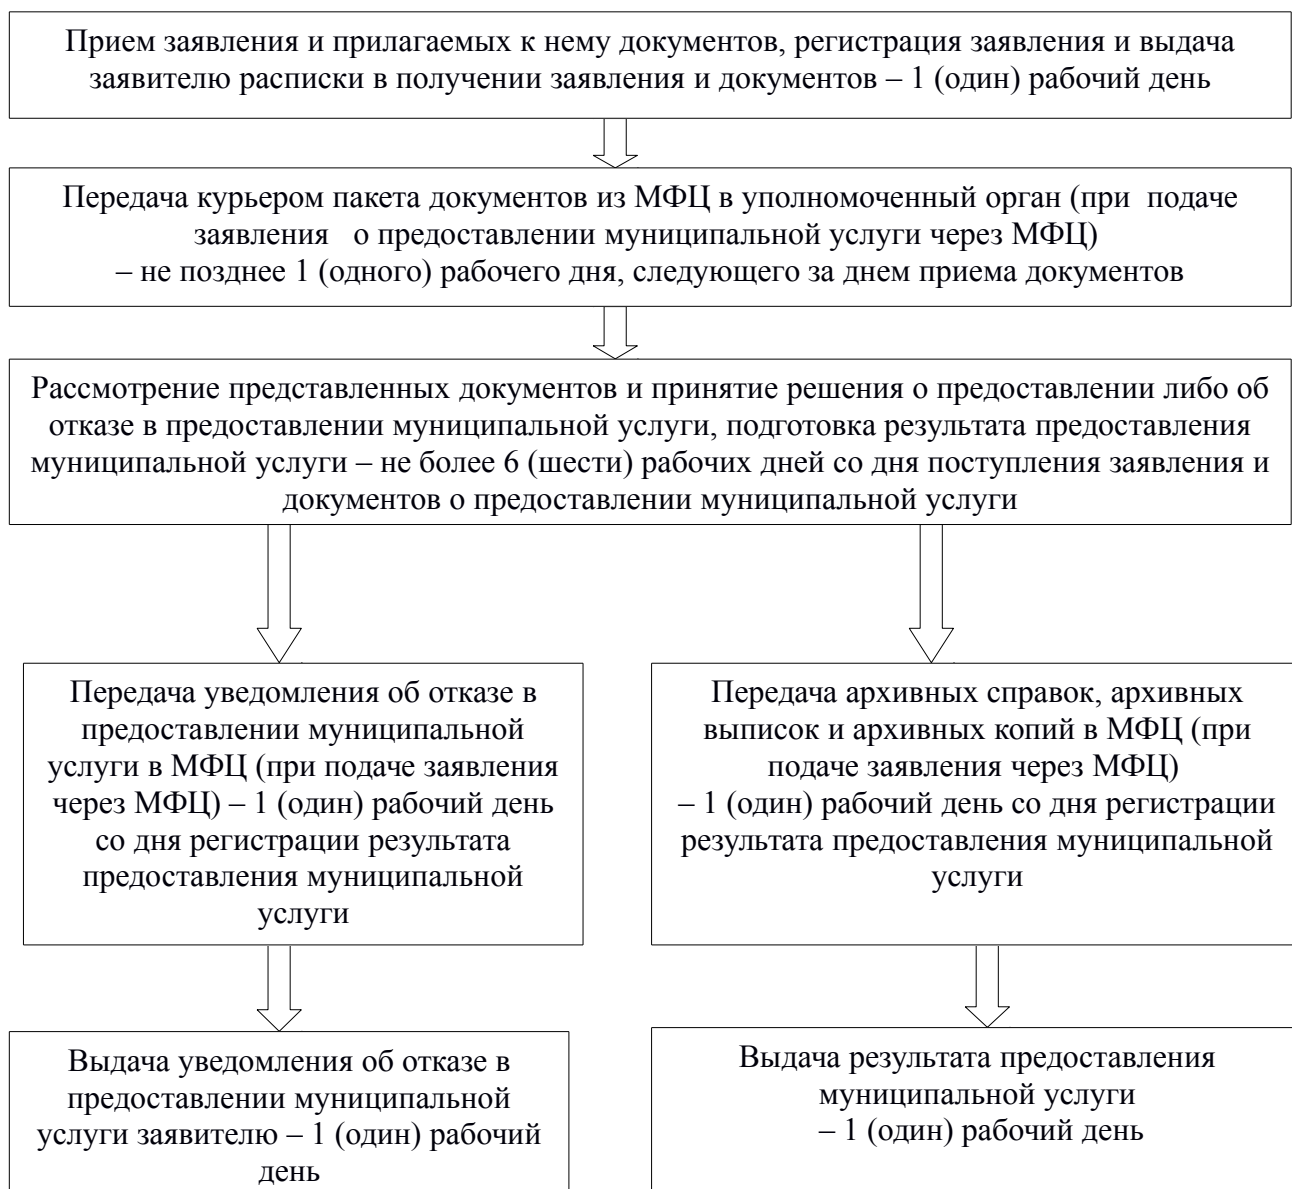 Прием заявления и прилагаемых к нему документов, регистрация заявления и выдача
заявителю расписки в получении заявления и документов – 1 (один) рабочий день
Передача курьером пакета документов из МФЦ в уполномоченный орган (при подаче
заявления о предоставлении муниципальной услуги через МФЦ)
– не позднее 1 (одного) рабочего дня, следующего за днем приема документов
Рассмотрение представленных документов и принятие решения о предоставлении либо об
отказе в предоставлении муниципальной услуги, подготовка результата предоставления
муниципальной услуги – не более 6 (шести) рабочих дней со дня поступления заявления и
документов о предоставлении муниципальной услуги
Передача уведомления об отказе в
предоставлении муниципальной
услуги в МФЦ (при подаче заявления
через МФЦ) – 1 (один) рабочий день
со дня регистрации результата
предоставления муниципальной
услуги
Передача архивных справок, архивных
выписок и архивных копий в МФЦ (при
подаче заявления через МФЦ)
– 1 (один) рабочий день со дня регистрации
результата предоставления муниципальной
услуги
Выдача уведомления об отказе в
предоставлении муниципальной
услуги заявителю – 1 (один) рабочий
день
Выдача результата предоставления
муниципальной услуги
– 1 (один) рабочий день